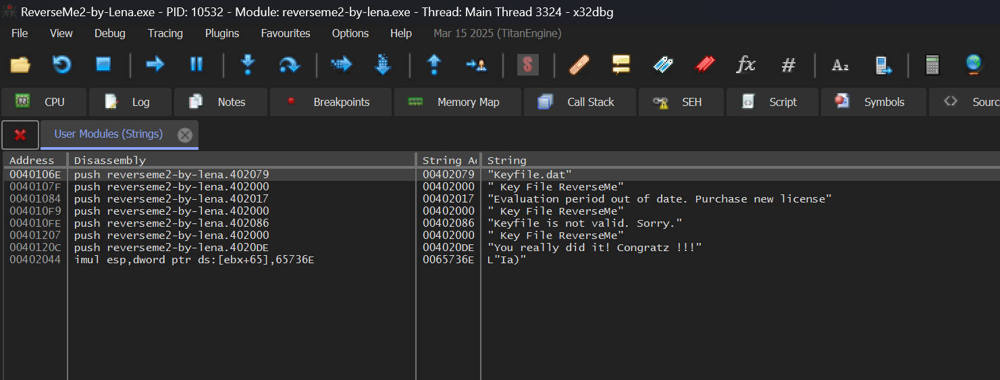 ReverseMe2-by-Lena.exe - PID: 10532 - Module: reverseme2-by-lena.exe - Thread: Main Thread 3324 - x32dbg
File View Debug Tracing Plugins Favourites Options Help Mar 15 2025 (TitanEngine)
CPU Log Notes Breakpoints Memory Map Call Stack SEH Script Symbols Sourc
User Modules (Strings)
Address Disassembly String Ad String
0040106E push reverseme2-by-lena.402079 00402079 "Keyfile.dat"
0040107F push reverseme2-by-lena.402000 00402000 " Key File ReverseMe"
00401084 push reverseme2-by-lena.402017 00402017 "Evaluation period out of date. Purchase new license"
004010F9 push reverseme2-by-lena.402000 00402000 " Key File ReverseMe"
004010FE push reverseme2-by-lena.402086 00402086 "Keyfile is not valid. Sorry."
00401207 push reverseme2-by-lena.402000 00402000 " Key File ReverseMe"
0040120C push reverseme2-by-lena.4020DE 004020DE "You really did it! Congratz !!!"
00402044 imul esp,dword ptr ds:[ebx+65],65736E 0065736E L"Ia)"